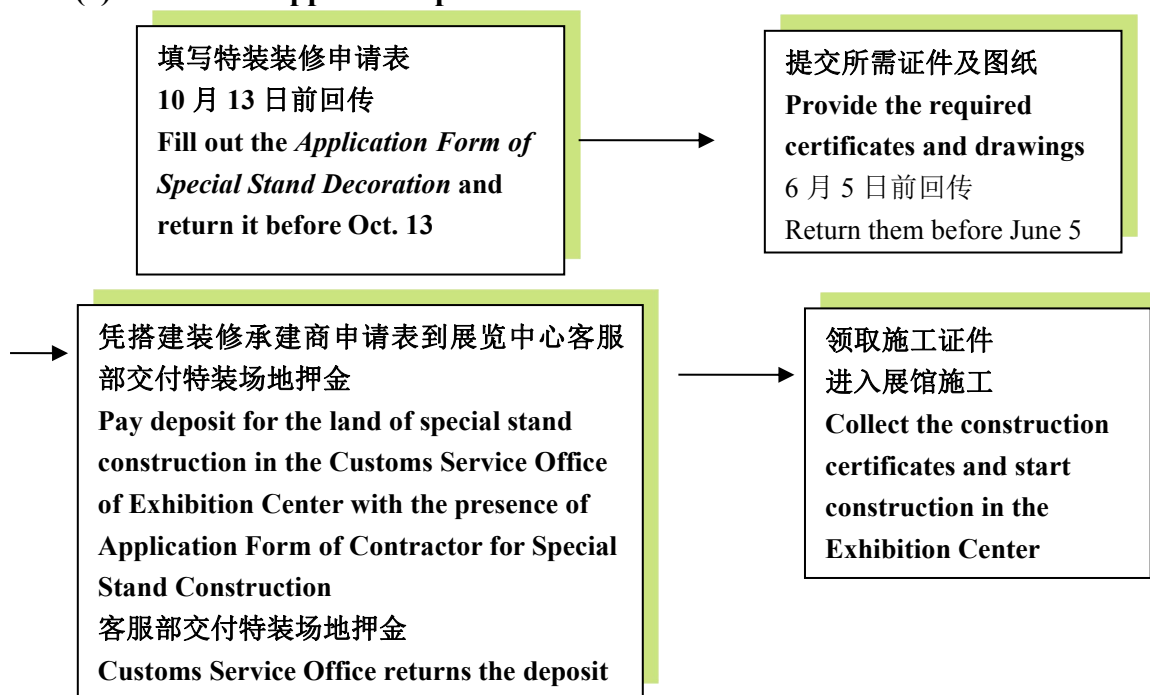 填写特装装修申请表
10 月 13 日前回传
Fill out the Application Form of
Special Stand Decoration and
return it before Oct. 13
提交所需证件及图纸
Provide the required
certificates and drawings
6 月 5 日前回传
Return them before June 5
凭搭建装修承建商申请表到展览中心客服
部交付特装场地押金
Pay deposit for the land of special stand
construction in the Customs Service Office
of Exhibition Center with the presence of
Application Form of Contractor for Special
Stand Construction
客服部交付特装场地押金
Customs Service Office returns the deposit
领取施工证件
进入展馆施工
Collect the construction
certificates and start
construction in the
Exhibition Center